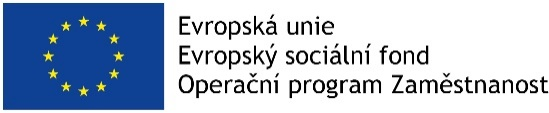 Evropská unie
Evropský sociální fond
Operační program Zaměstnanost